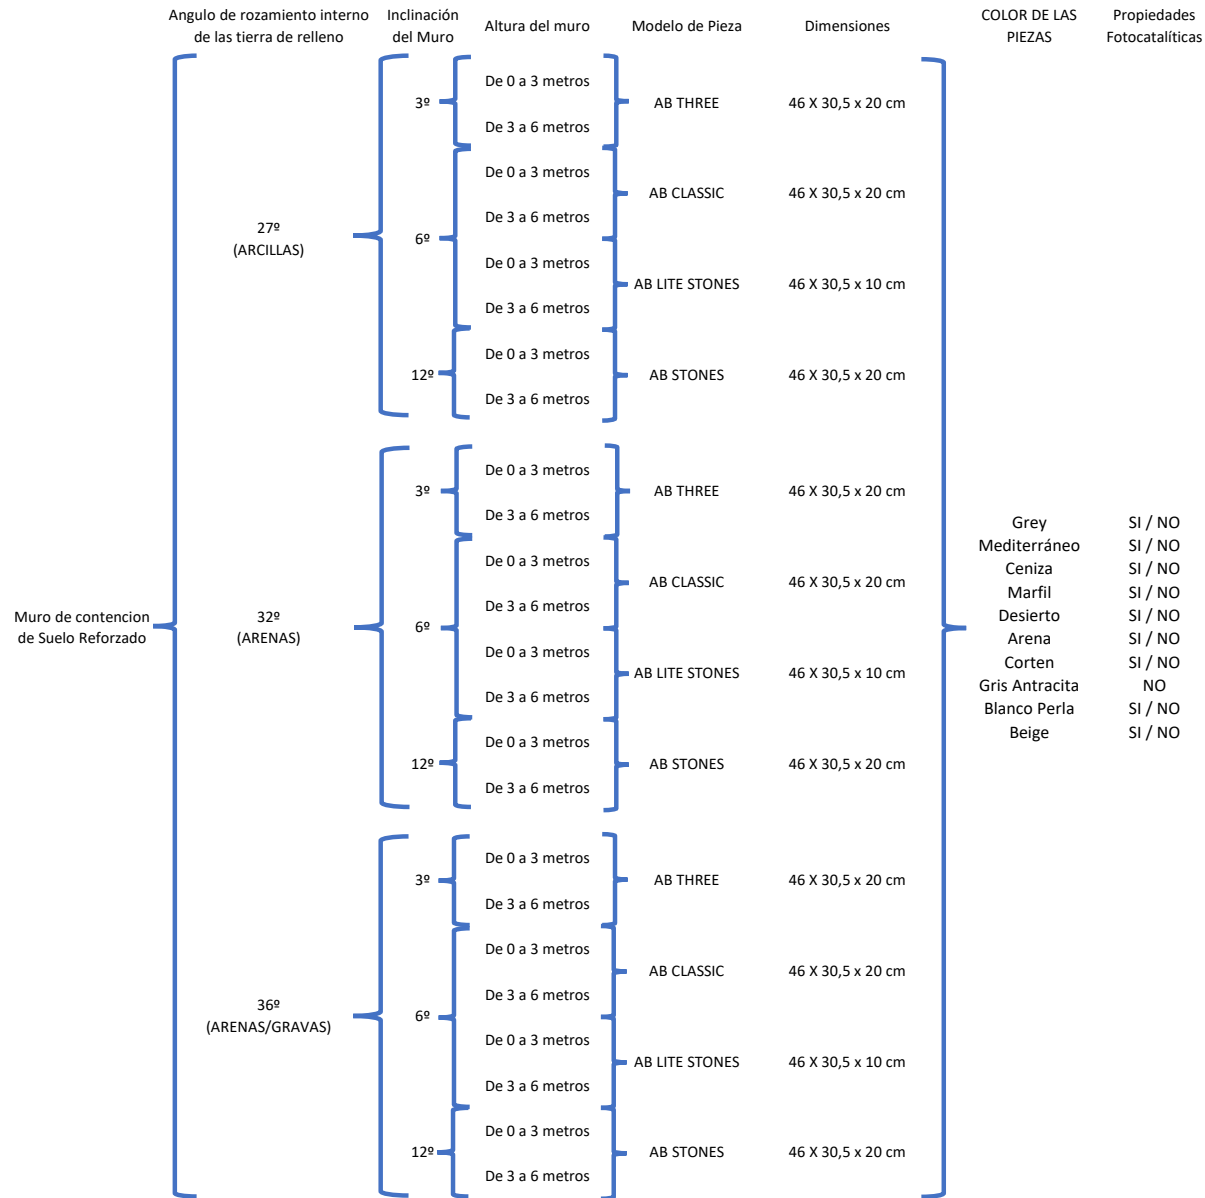 Angulo de rozamiento interno
de las tierra de relleno
Inclinación
del Muro
Altura del muro
Modelo de Pieza
Dimensiones
COLOR DE LAS
PIEZAS
Propiedades
Fotocatalíticas
Muro de contencion
de Suelo Reforzado
27º
(ARCILLAS)
3º
De 0 a 3 metros
De 3 a 6 metros
AB THREE
46 X 30,5 x 20 cm
6º
De 0 a 3 metros
De 3 a 6 metros
AB CLASSIC
46 X 30,5 x 20 cm
De 0 a 3 metros
De 3 a 6 metros
AB LITE STONES
46 X 30,5 x 10 cm
12º
De 0 a 3 metros
De 3 a 6 metros
AB STONES
46 X 30,5 x 20 cm
32º
(ARENAS)
3º
De 0 a 3 metros
De 3 a 6 metros
AB THREE
46 X 30,5 x 20 cm
6º
De 0 a 3 metros
De 3 a 6 metros
AB CLASSIC
46 X 30,5 x 20 cm
De 0 a 3 metros
De 3 a 6 metros
AB LITE STONES
46 X 30,5 x 10 cm
12º
De 0 a 3 metros
De 3 a 6 metros
AB STONES
46 X 30,5 x 20 cm
36º
(ARENAS/GRAVAS)
3º
De 0 a 3 metros
De 3 a 6 metros
AB THREE
46 X 30,5 x 20 cm
6º
De 0 a 3 metros
De 3 a 6 metros
AB CLASSIC
46 X 30,5 x 20 cm
De 0 a 3 metros
De 3 a 6 metros
AB LITE STONES
46 X 30,5 x 10 cm
12º
De 0 a 3 metros
De 3 a 6 metros
AB STONES
46 X 30,5 x 20 cm
Grey SI / NO
Mediterráneo SI / NO
Ceniza SI / NO
Marfil SI / NO
Desierto SI / NO
Arena SI / NO
Corten SI / NO
Gris Antracita NO
Blanco Perla SI / NO
Beige SI / NO